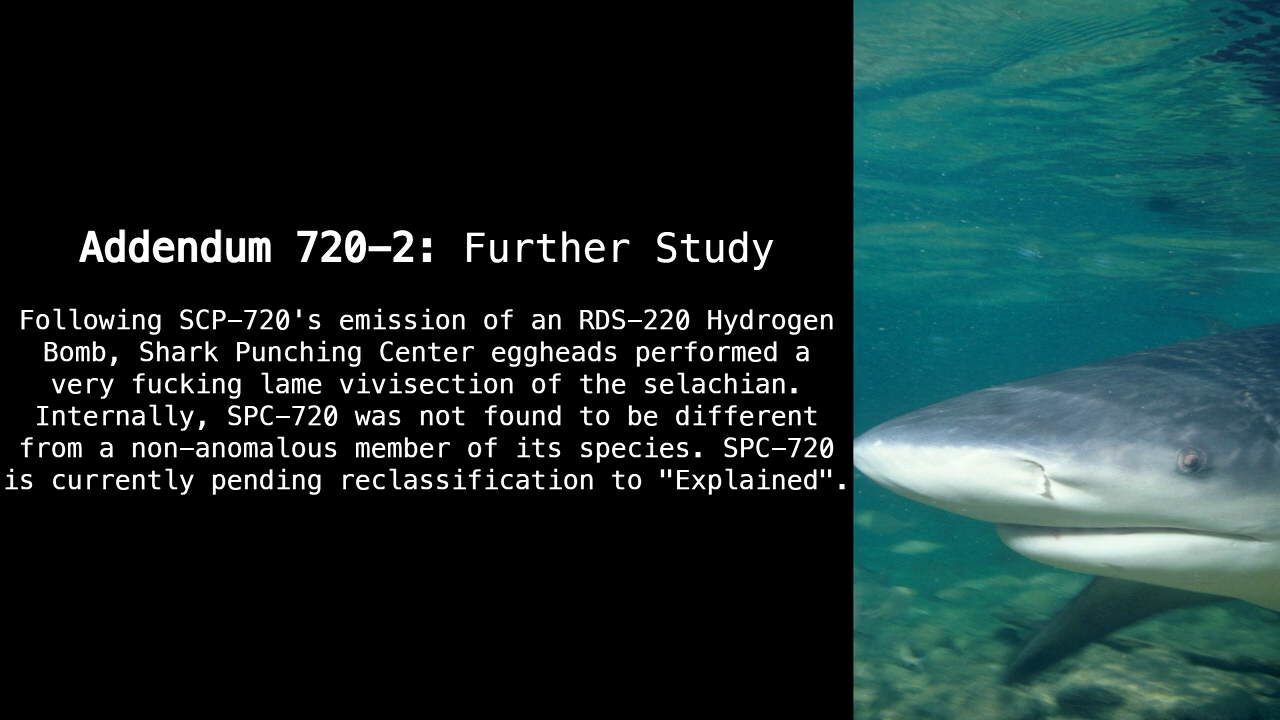 Addendum 720-2: Further Study
Following SCP-720's emission of an RDS-220 Hydrogen
Bomb, Shark Punching Center eggheads performed a
very fucking lame vivisection of the selachian.
Internally, SPC-720 was not found to be different
from a non-anomalous member of its species. SPC-720
is currently pending reclassification to "Explained".